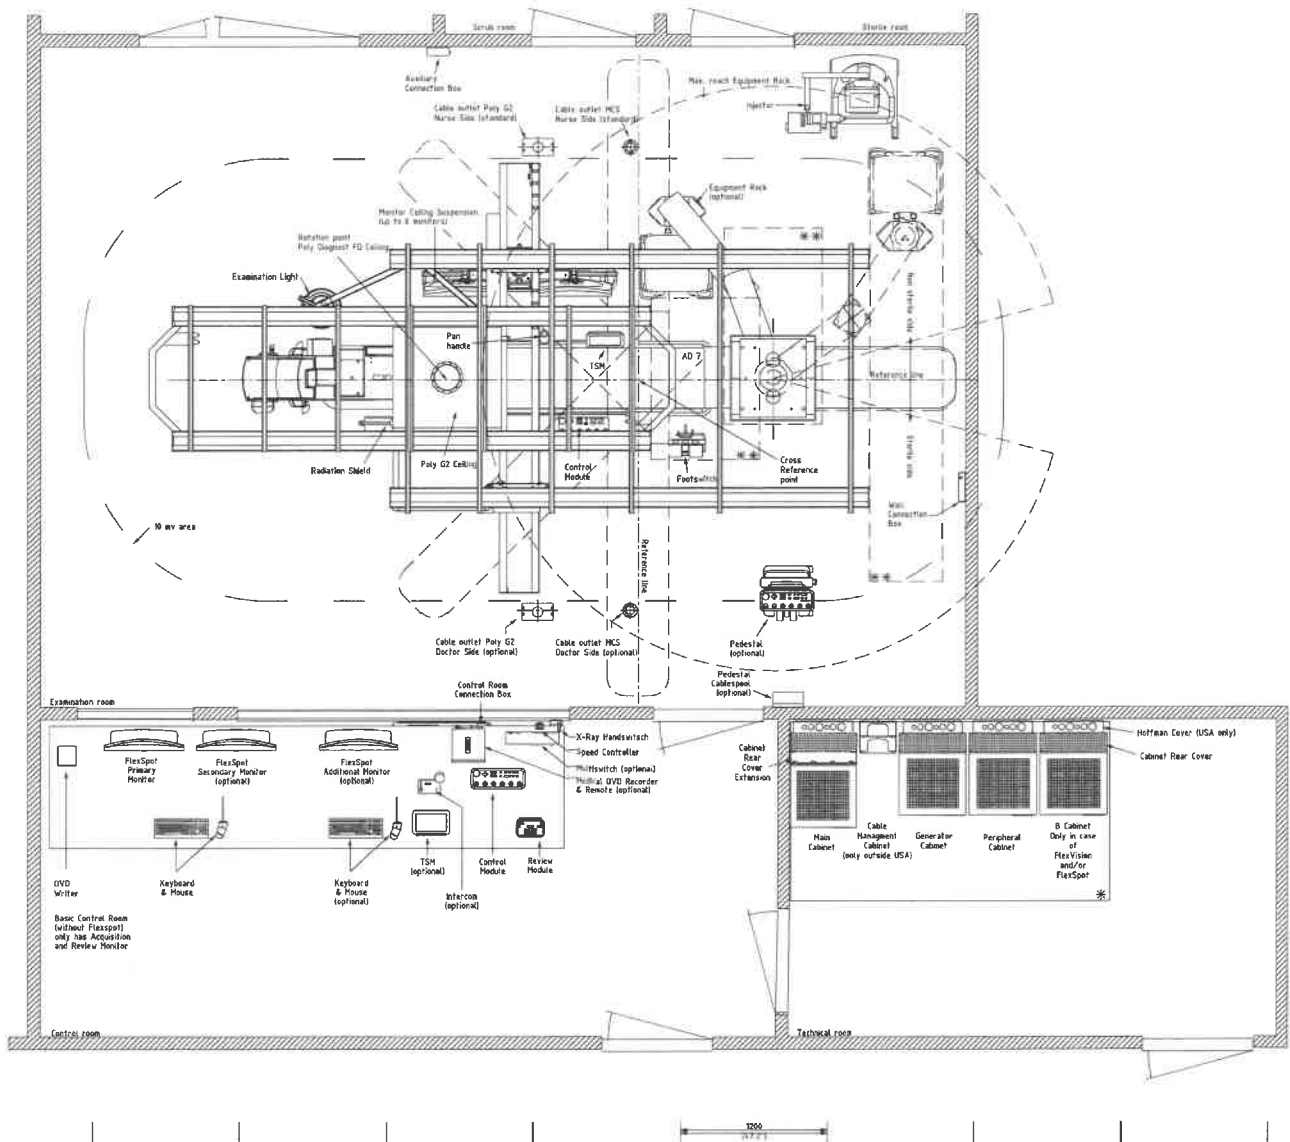 Scrub room
Sterile room
Auxiliary
Connection Box
Cable outlet Poly G2
Nurse Side (standard)
Cable outlet MCS
Nurse Side (standard)
Max. reach Equipment Rack
Injector
Equipment Rack
(optional)
Monitor Ceiling Suspension
(up to 8 monitors)
Rotation point
Poly Diagnost FD Ceiling
Examination Light
Non sterile side
Pan
handle
TSM
AD 7
Reference line
Radiation Shield
Poly G2 Ceiling
Control
Module
Footswitch
Cross
Reference
point
Sterile side
Wall
Connection
Box
10 mv area
Reference line
Cable outlet Poly G2
Doctor Side (optional)
Cable outlet MCS
Doctor Side (optional)
Pedestal
(optional)
Pedestal
Cablespool
(optional)
Control Room
Connection Box
Examination room
X-Ray Handswitsch
Speed Controller
Multiswitch (optional)
Medical DVD Recorder
& Remote (optional)
FlexSpot
Primary
Monitor
FlexSpot
Secondary Monitor
(optional)
FlexSpot
Additional Monitor
(optional)
Cabinet
Rear
Cover
Extension
Hoffman Cover (USA only)
Cabinet Rear Cover
Main
Cabinet
Cable
Managment
Cabinet
(only outside USA)
Generator
Cabinet
Peripheral
Cabinet
B Cabinet
Only in case
of
FlexVision
and/or
FlexSpot
DVD
Writer
Keyboard
& Mouse
Keyboard
& Mouse
(optional)
TSM
(optional)
Intercom
(optional)
Control
Module
Review
Module
Basic Control Room
(without Flexspot)
only has Acquisition
and Review Monitor
Control room
Technical room
1200
[47.2"]